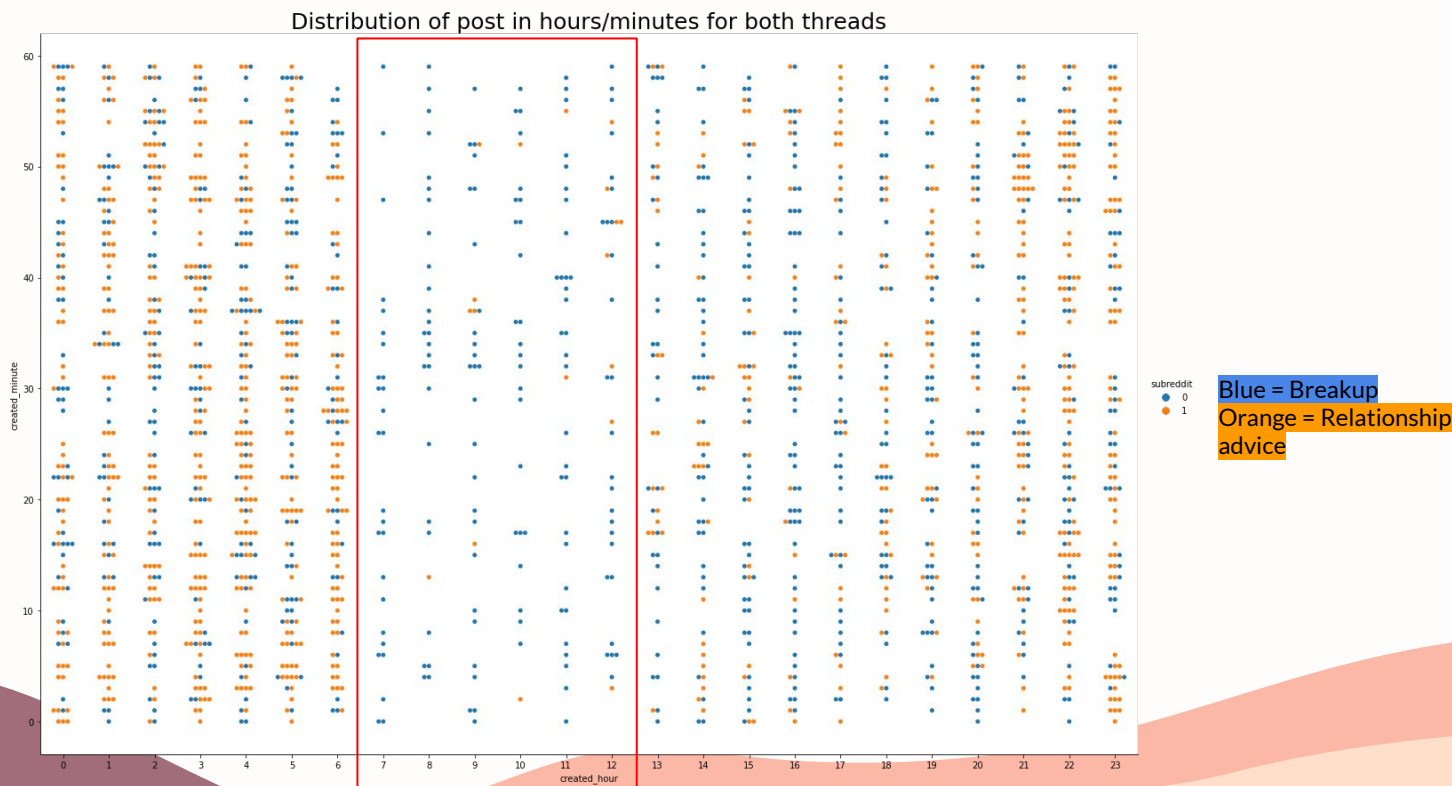 Distribution of post in hours/minutes for both threads
60
50
40
30
20
10
0
created_minute
0 1 2 3 4 5 6 7 8 9 10 11 12 13 14 15 16 17 18 19 20 21 22 23
created_hour
subreddit
0
1
Blue = Breakup
Orange = Relationship
advice